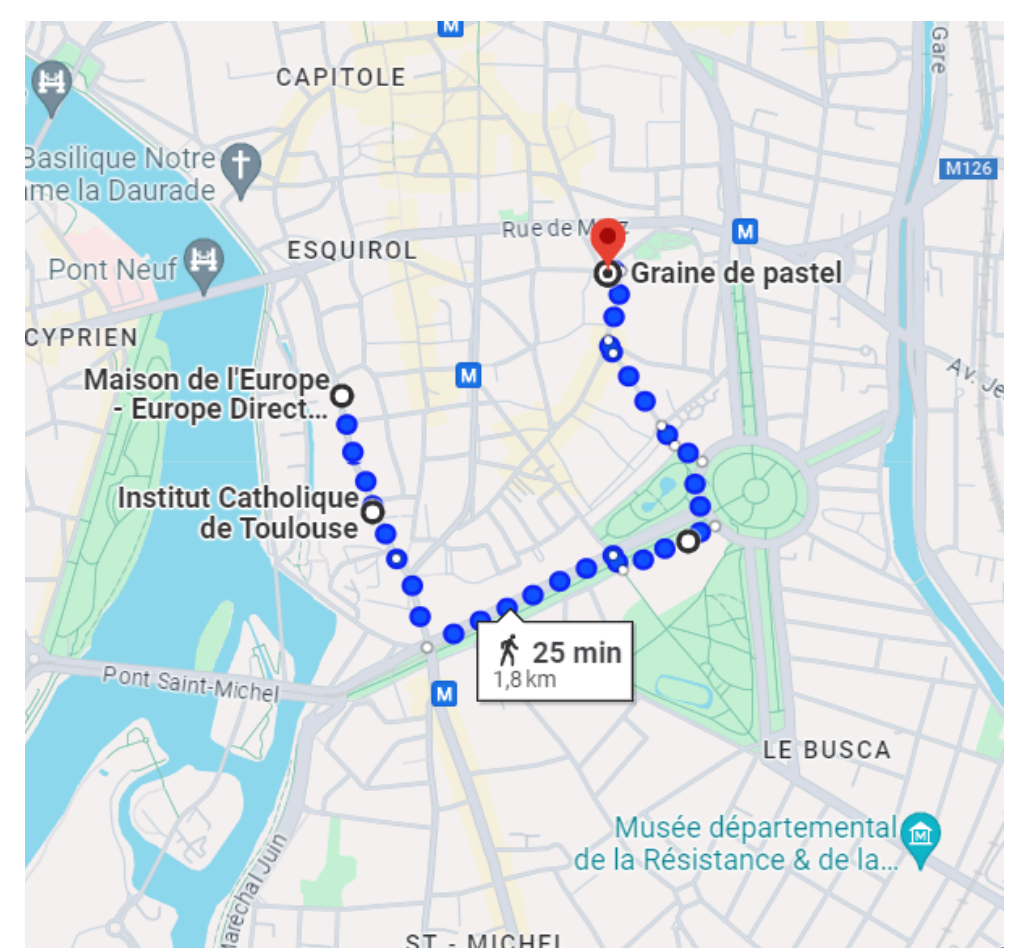 M
Gare
CAPITOLE
Basilique Notre
ame la Daurade
M126
Rue de M z
M
ESQUIROL
Pont Neuf
Graine de pastel
CYPRIEN
Av. Je
M
Maison de l'Europe
- Europe Direct...
Institut Catholique
de Toulouse
25 min
1,8 km
Pont Saint-Michel
M
LE BUSCA
Musée départemental
de la Résistance & de la...
M
Maréchal Juin
ST - MICHEL